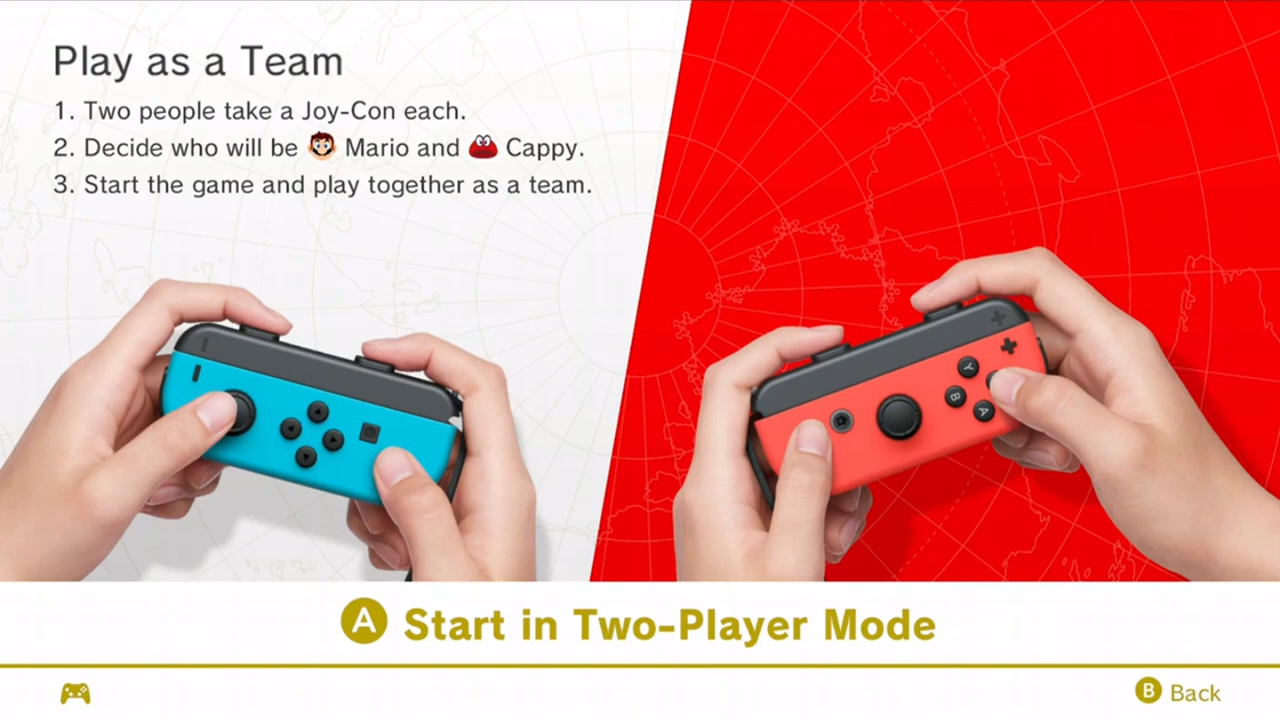 Play as a Team
1. Two people take a Joy-Con each.
2. Decide who will be Mario and Cappy.
3. Start the game and play together as a team.
Y
B
A
A Start in Two-Player Mode
B Back